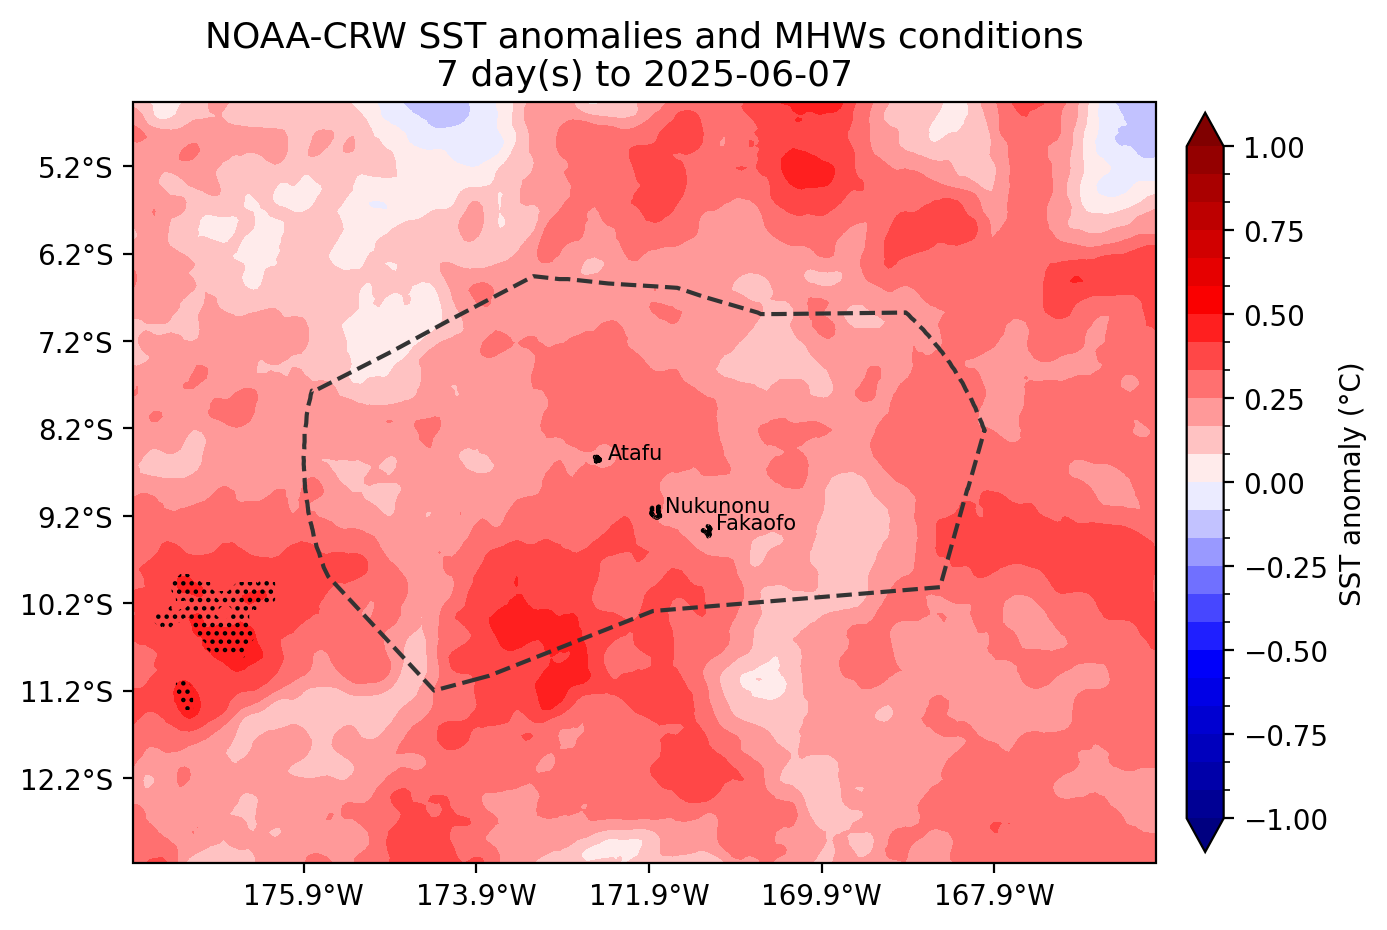 NOAA-CRW SST anomalies and MHWs conditions
7 day(s) to 2025-06-07
5.2°S
6.2°S
7.2°S
8.2°S
9.2°S
10.2°S
11.2°S
12.2°S
175.9°W
173.9°W
171.9°W
169.9°W
167.9°W
Atafu
Nukunonu
Fakaofo
1.00
0.75
0.50
0.25
0.00
−0.25
−0.50
−0.75
−1.00
SST anomaly (°C)